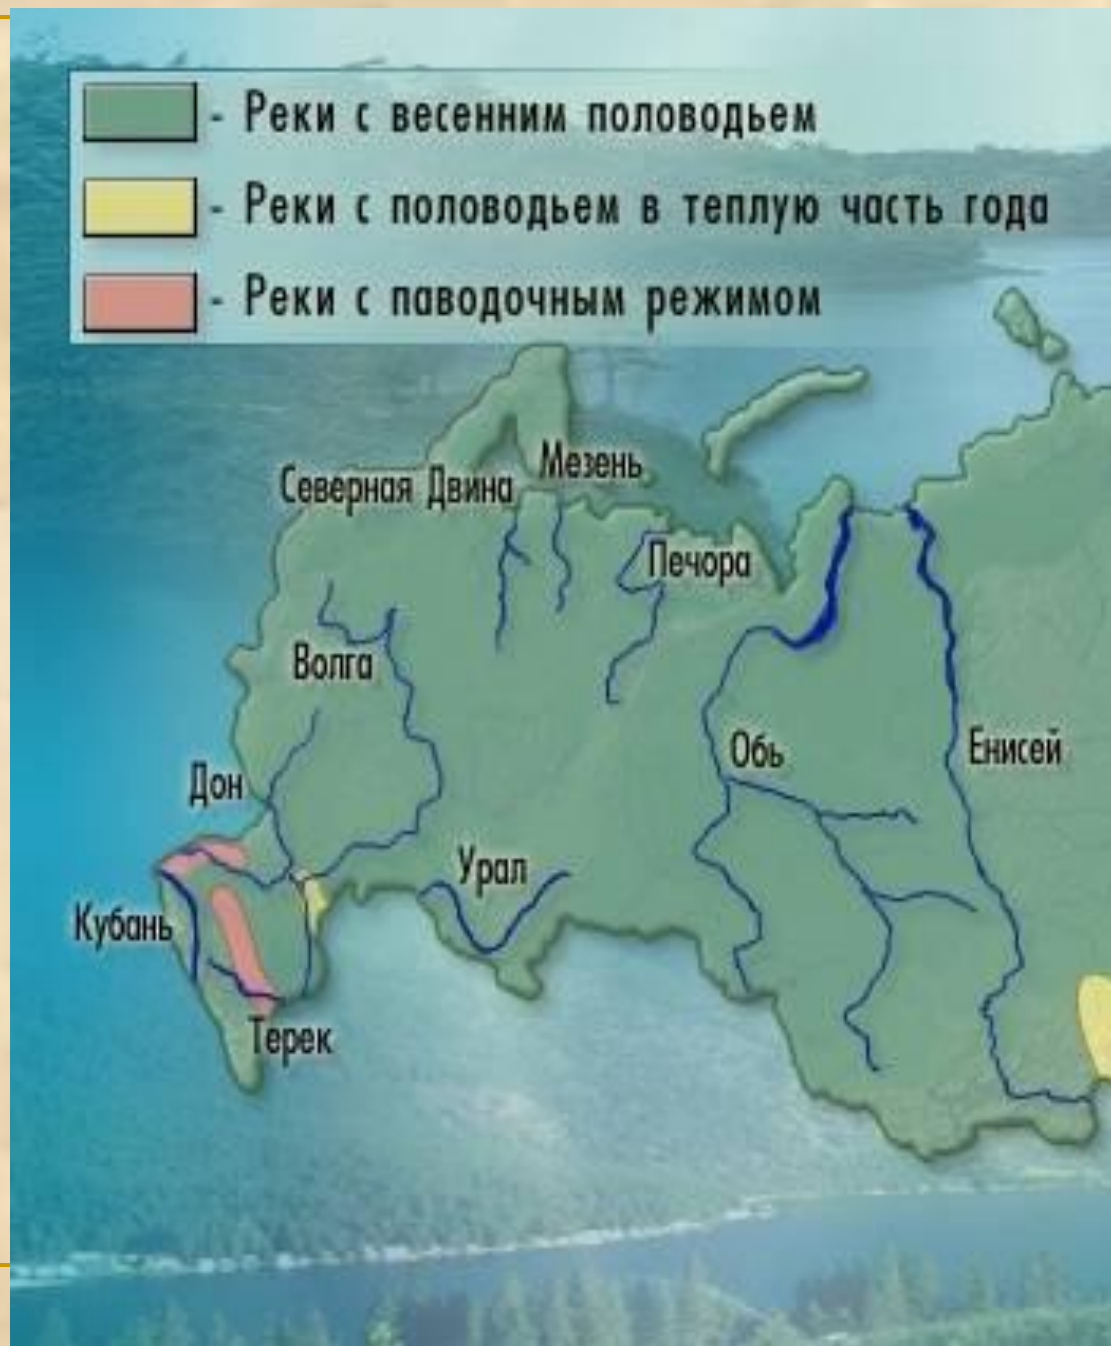 - Реки с весенним половодьем
- Реки с половодьем в теплую часть года
- Реки с паводочным режимом
Мезень
Северная Двина
Печора
Волга
Обь
Енисей
Дон
Урал
Кубань
Терек